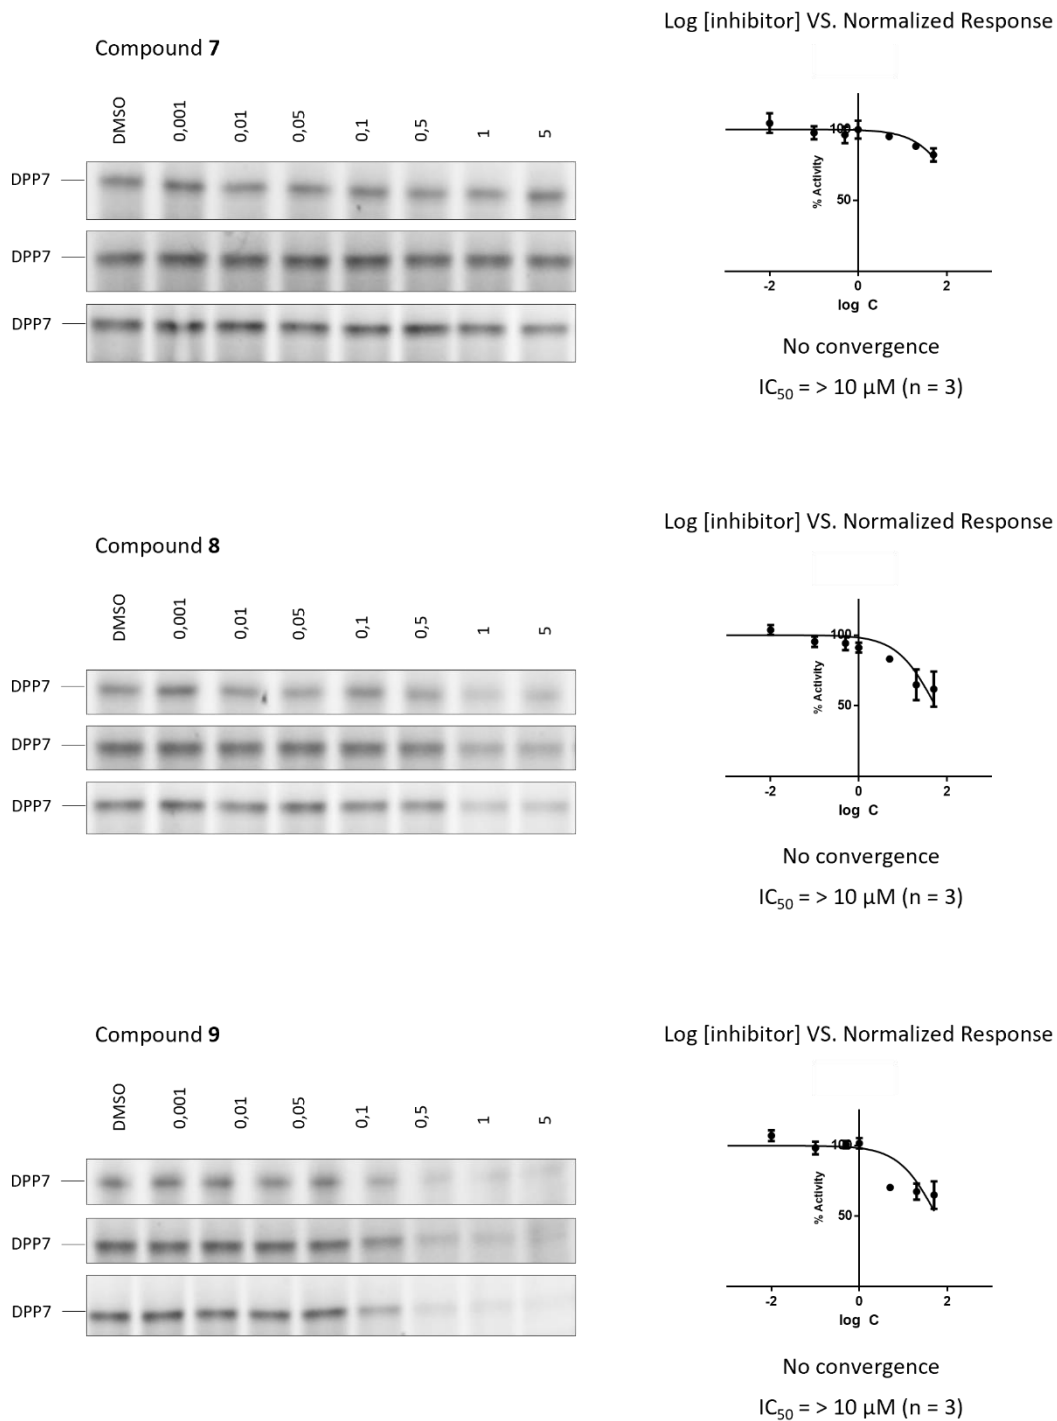 Log [inhibitor] VS. Normalized Response
Compound 7
DMSO 0,001 0,01 0,05 0,1 0,5 1 5
DPP7
DPP7
DPP7
100
50
% Activity
-2 0 2
log C
No convergence
IC50 = > 10 µM (n = 3)
Log [inhibitor] VS. Normalized Response
Compound 8
DMSO 0,001 0,01 0,05 0,1 0,5 1 5
DPP7
DPP7
DPP7
100
50
% Activity
-2 0 2
log C
No convergence
IC50 = > 10 µM (n = 3)
Compound 9
Log [inhibitor] VS. Normalized Response
DMSO 0,001 0,01 0,05 0,1 0,5 1 5
DPP7
DPP7
DPP7
100
50
% Activity
-2 0 2
log C
No convergence
IC50 = > 10 µM (n = 3)